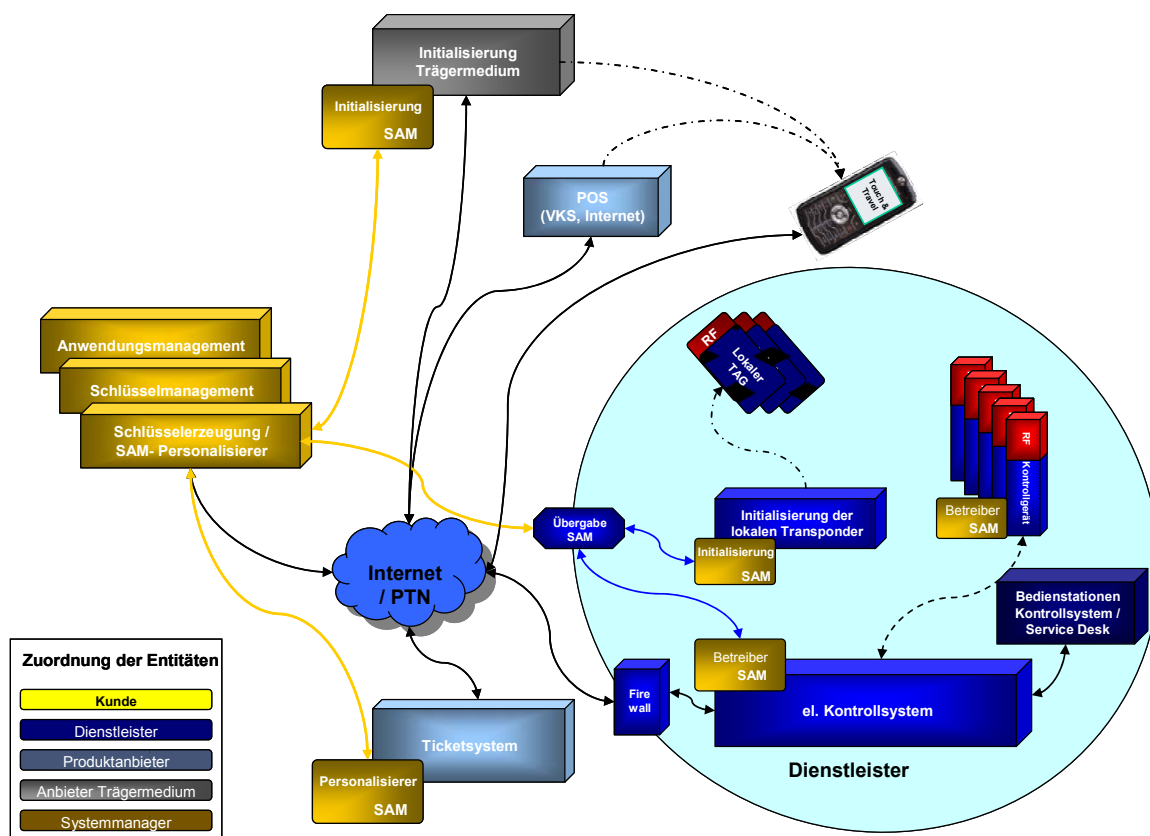 Initialisierung
Trägermedium
Initialisierung
SAM
POS
(VKS, Internet)
Touch &
Travel
Anwendungsmanagement
Schlüsselmanagement
Schlüsselerzeugung /
SAM- Personalisierer
RF
Lokaler
TAG
RF
Kontrollgerät
Betreiber
SAM
Übergabe
SAM
Initialisierung der
lokalen Transponder
Initialisierung
SAM
Internet
/ PTN
Bedienstationen
Kontrollsystem /
Service Desk
Betreiber
SAM
Fire
wall
el. Kontrollsystem
Ticketsystem
Personalisierer
SAM
Dienstleister
Zuordnung der Entitäten
Kunde
Dienstleister
Produktanbieter
Anbieter Trägermedium
Systemmanager